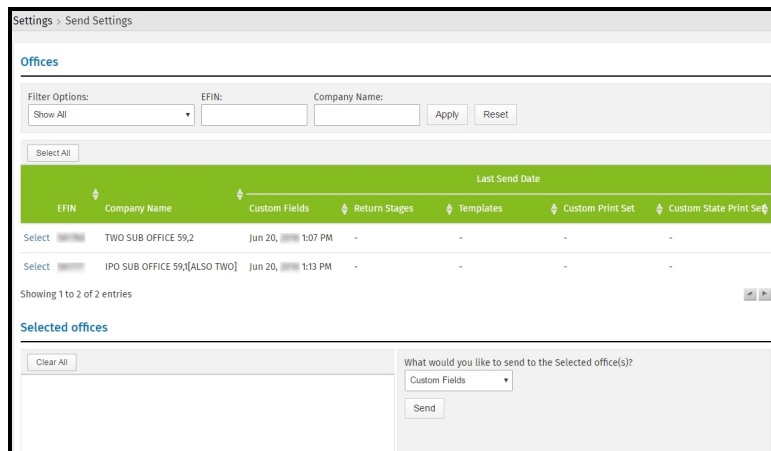 Settings > Send Settings
Offices
Filter Options: EFIN: Company Name:
Show All Apply Reset
Select All
Last Send Date
EFIN Company Name Custom Fields Return Stages Templates Custom Print Set Custom State Print Set
Select TWO SUB OFFICE 59,2 Jun 20, 1:07 PM - - - -
Select IPO SUB OFFICE 59,1[ALSO TWO] Jun 20, 1:13 PM - - - -
Showing 1 to 2 of 2 entries
Selected offices
Clear All What would you like to send to the Selected office(s)?
Custom Fields
Send